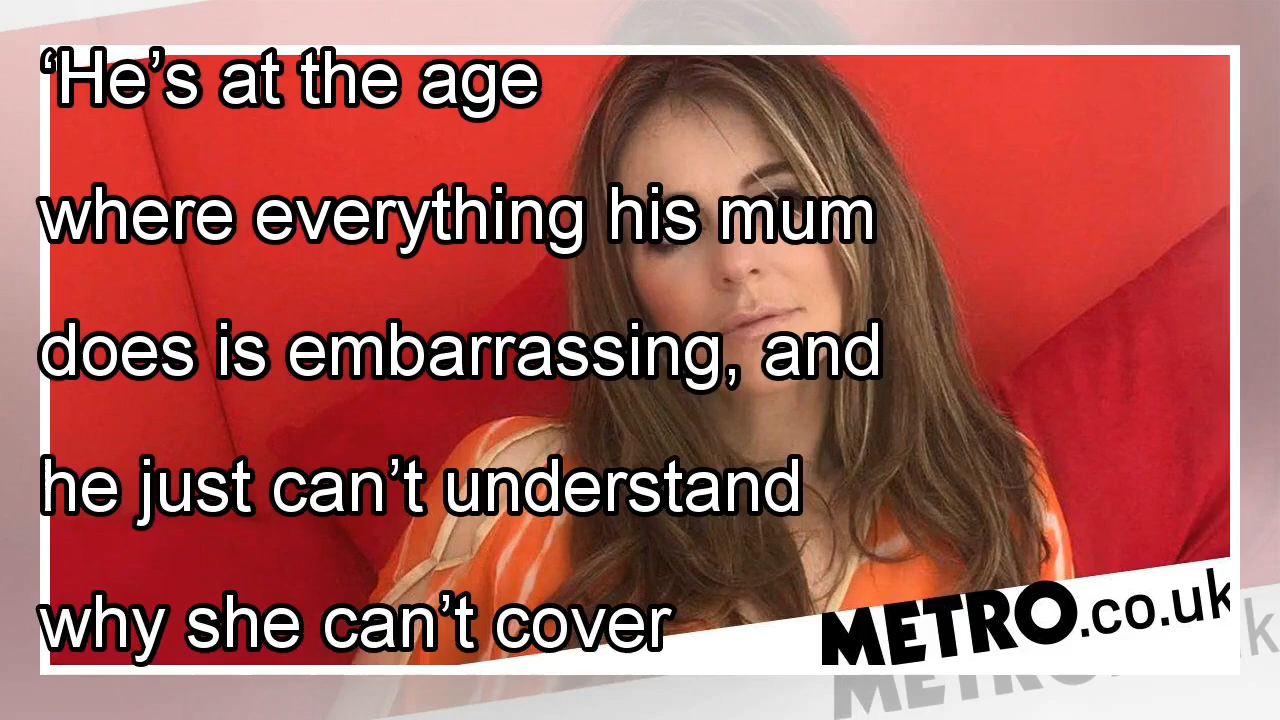 ‘He’s at the age
where everything his mum
does is embarrassing, and
he just can’t understand
why she can’t cover
METRO.co.uk